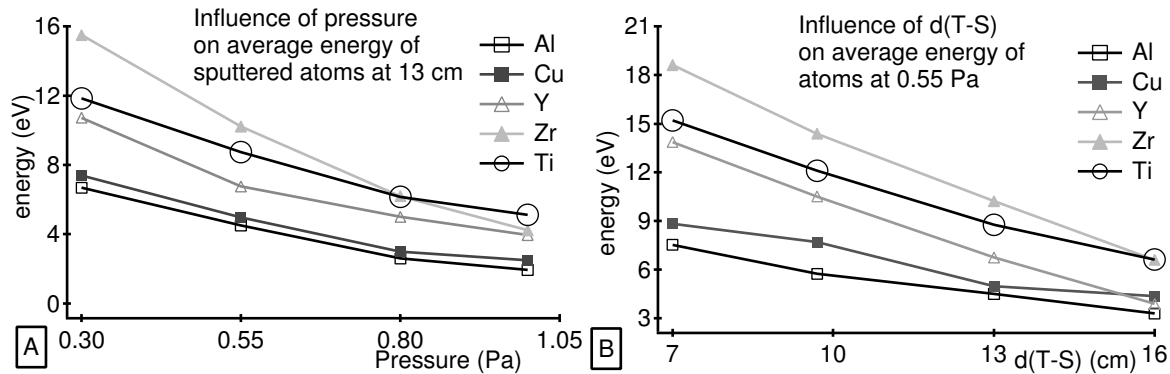 Influence of pressure
on average energy of
sputtered atoms at 13 cm
Al
Cu
Y
Zr
Ti
energy (eV)
16
12
8
4
0
0.30
0.55
0.80
1.05
Pressure (Pa)
A
Influence of d(T-S)
on average energy of
atoms at 0.55 Pa
Al
Cu
Y
Zr
Ti
energy (eV)
21
18
15
12
9
6
3
7
10
13
16
d(T-S) (cm)
B